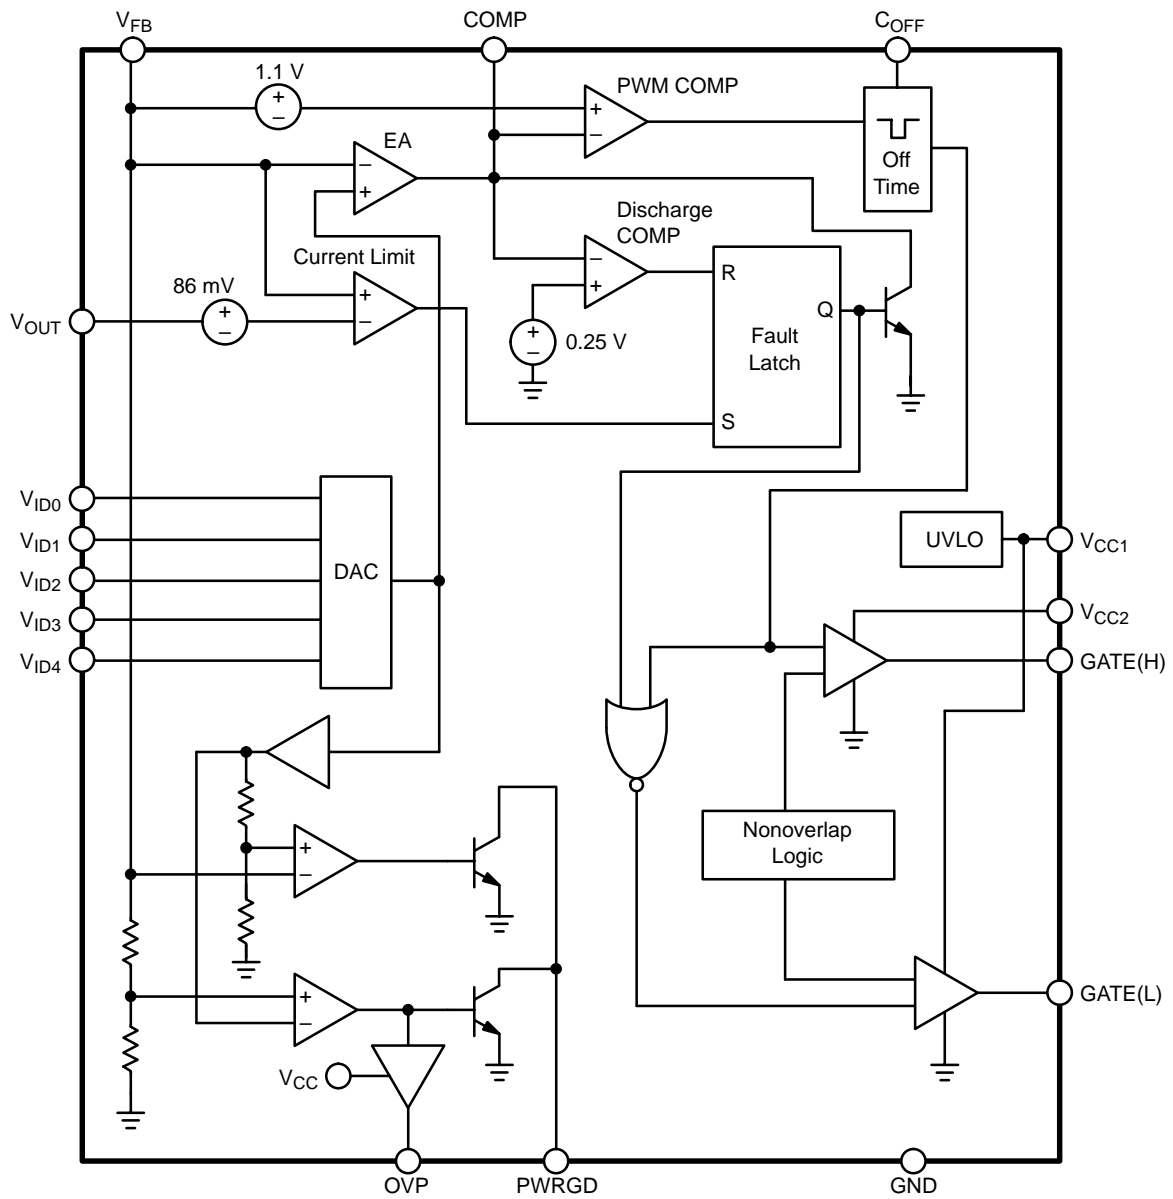 VFB
COMP
COFF
1.1 V
+
−
PWM COMP
+
−
EA
−
+
Off
Time
Discharge
COMP
−
+
Current Limit
+
−
86 mV
+
−
VOUT
+
−
0.25 V
R
Q
Fault
Latch
S
VID0
VID1
VID2
VID3
VID4
DAC
UVLO
VCC1
VCC2
GATE(H)
Nonoverlap
Logic
+
−
+
−
GATE(L)
VCC
OVP
PWRGD
GND